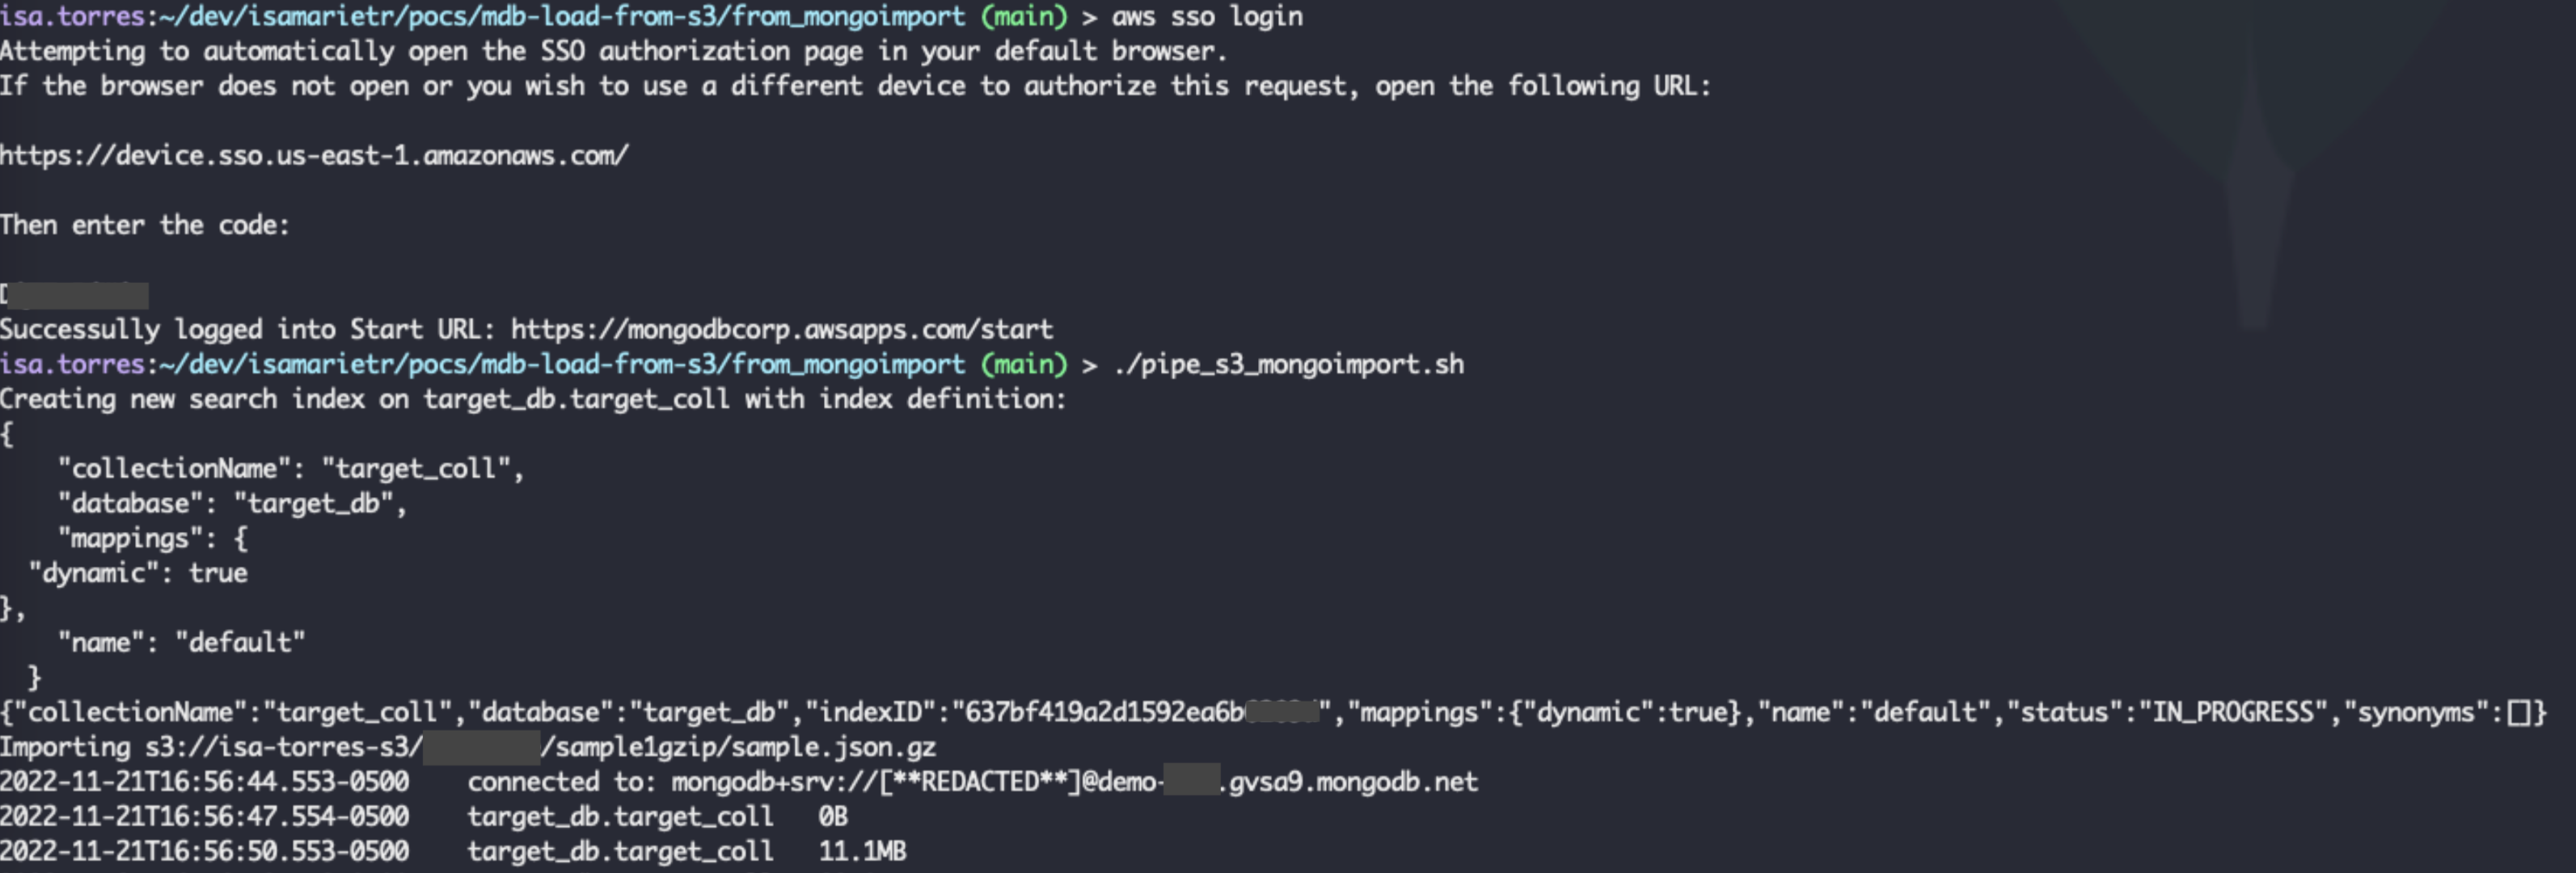 isa.torres:~/dev/isamarietr/pocs/mdb-load-from-s3/from_mongoimport (main) > aws sso login
Attempting to automatically open the SSO authorization page in your default browser.
If the browser does not open or you wish to use a different device to authorize this request, open the following URL:
https://device.sso.us-east-1.amazonaws.com/
Then enter the code:
Successully logged into Start URL: https://mongodbcorp.awsapps.com/start
isa.torres:~/dev/isamarietr/pocs/mdb-load-from-s3/from_mongoimport (main) > ./pipe_s3_mongoimport.sh
Creating new search index on target_db.target_coll with index definition:
{
    "collectionName": "target_coll",
    "database": "target_db",
    "mappings": {
  "dynamic": true
},
    "name": "default"
  }
{"collectionName":"target_coll","database":"target_db","indexID":"637bf419a2d1592ea6b","mappings":{"dynamic":true},"name":"default","status":"IN_PROGRESS","synonyms":[]}
Importing s3://isa-torres-s3/ /sample1gzip/sample.json.gz
2022-11-21T16:56:44.553-0500    connected to: mongodb+srv://[**REDACTED**]@demo- .gvsa9.mongodb.net
2022-11-21T16:56:47.554-0500    target_db.target_coll   0B
2022-11-21T16:56:50.553-0500    target_db.target_coll   11.1MB